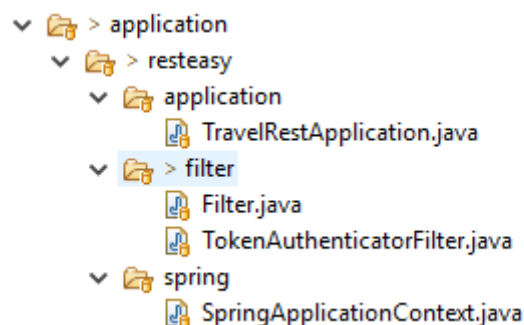 > application
> resteasy
application
TravelRestApplication.java
> filter
Filter.java
TokenAuthenticatorFilter.java
spring
SpringApplicationContext.java